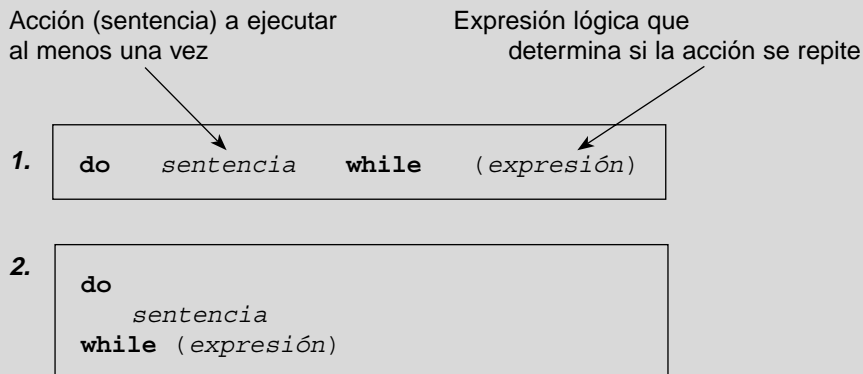 Acción (sentencia) a ejecutar
al menos una vez
Expresión lógica que
determina si la acción se repite
1. do sentencia while (expresión)
2.
do
sentencia
while (expresión)